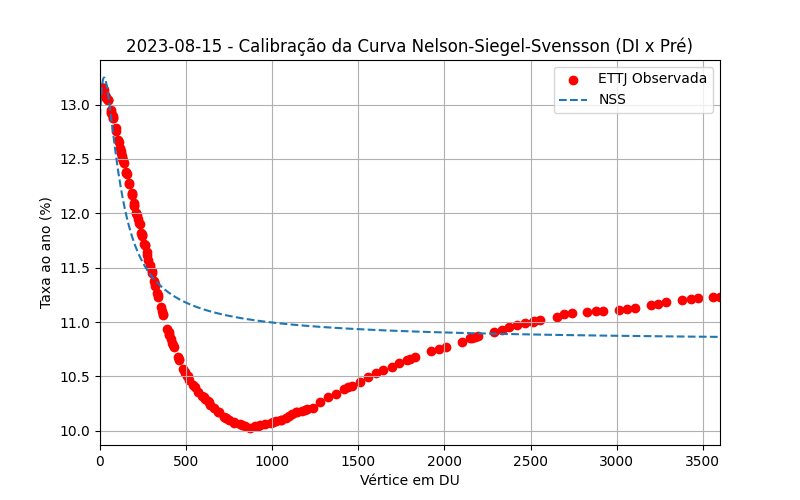 2023-08-15 - Calibração da Curva Nelson-Siegel-Svensson (DI x Pré)
ETTJ Observada
NSS
Taxa ao ano (%)
13.0
12.5
12.0
11.5
11.0
10.5
10.0
0 500 1000 1500 2000 2500 3000 3500
Vértice em DU